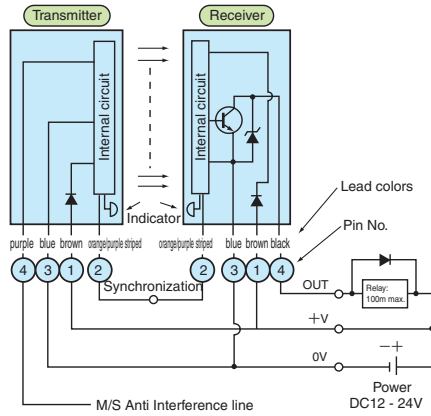 Transmitter
Receiver
Internal circuit
Internal circuit
Indicator
Lead colors
purple blue brown orange/purple striped
orange/purple striped blue brown black
Pin No.
4 3 1 2
2 3 1 4
Synchronization
OUT
Relay:
100m max.
+V
0V
−+
Power
DC12 - 24V
M/S Anti Interference line